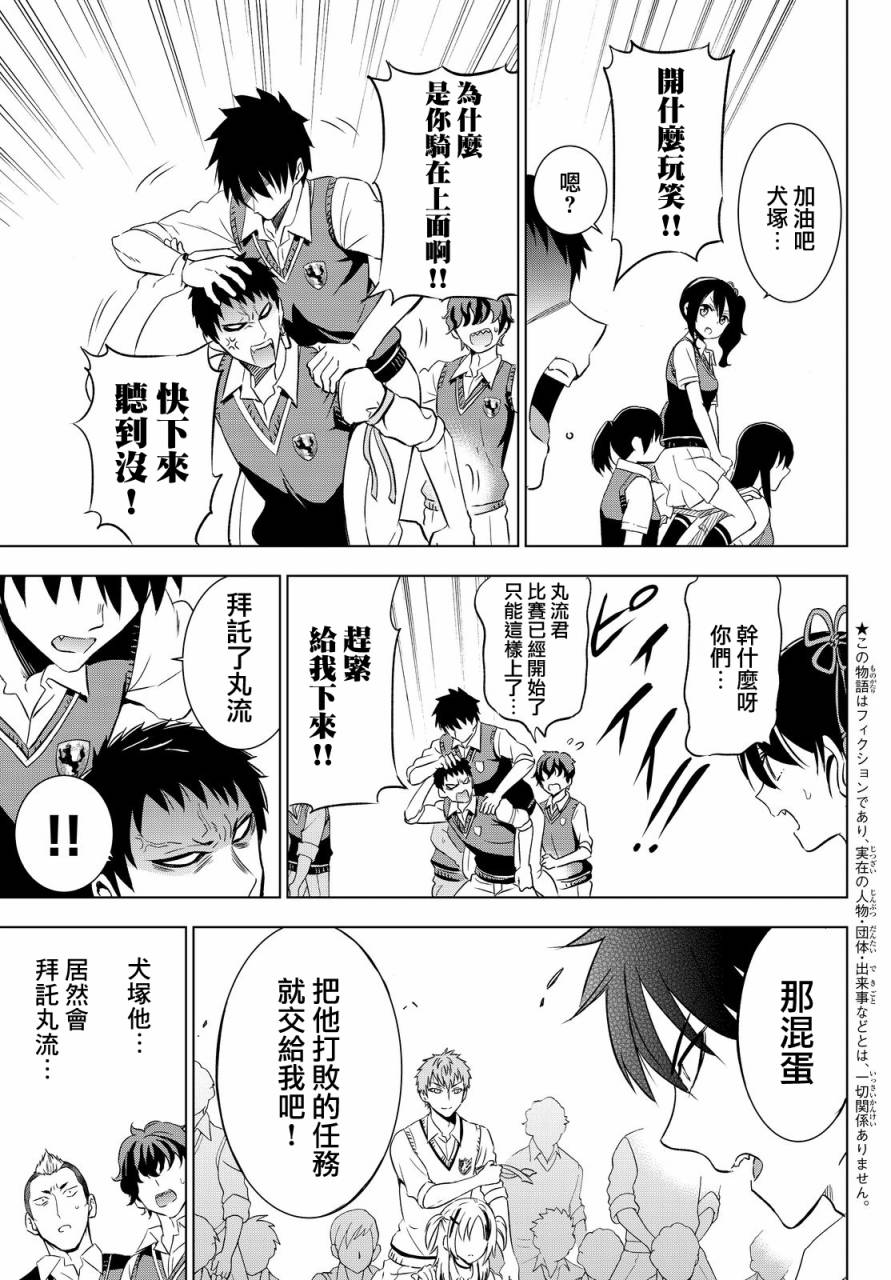 加油吧
犬塚…
開什麼玩笑!!
嗯?
為什麼
是你騎在上面啊!!
快下來
聽到沒!
幹什麼呀
你們…
ピィィィ
丸流君
比賽已經開始了
只能這樣上了…
趕緊
給我下來!!
拜託了丸流
!!
那混蛋
把他打敗的任務
就交給我吧!
犬塚他…
居然會
拜託丸流…
★この物語はフィクションであり、実在の人物・団体・出来事などとは、一切関係ありません。